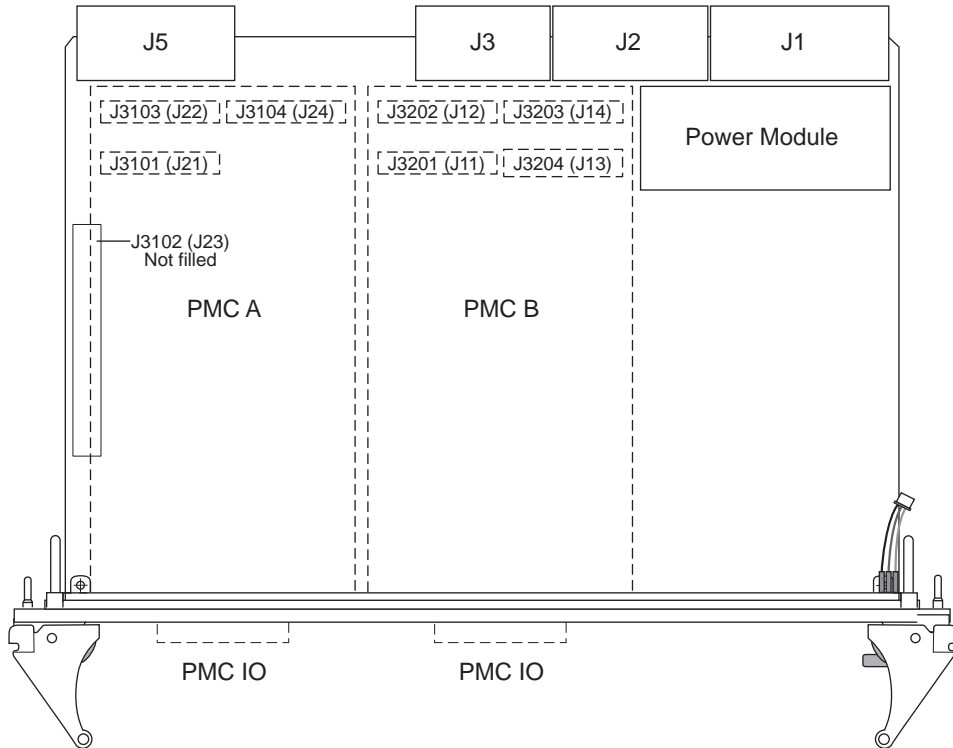 J5
J3
J2
J1
J3103 (J22)
J3104 (J24)
J3202 (J12)
J3203 (J14)
Power Module
J3101 (J21)
J3201 (J11)
J3204 (J13)
J3102 (J23)
Not filled
PMC A
PMC B
PMC IO
PMC IO